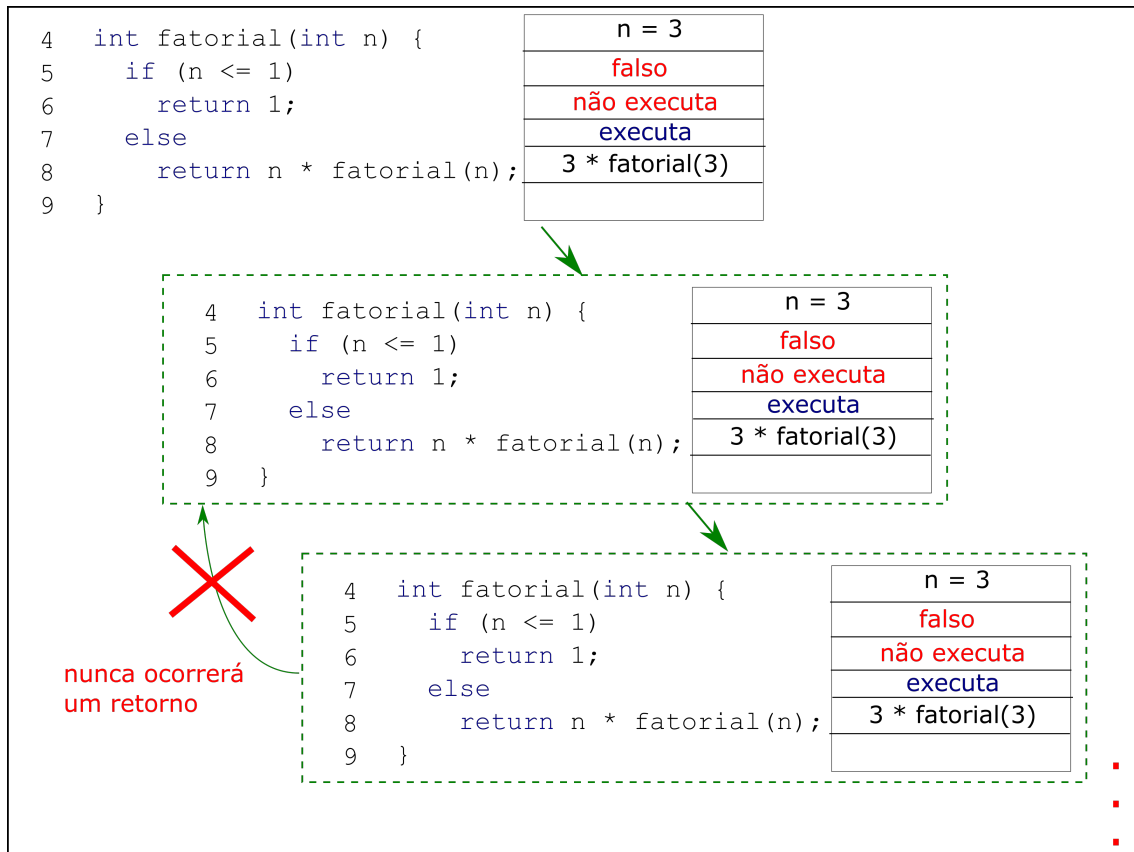 4 int fatorial(int n) { n = 3
5 if (n <= 1) falso
6 return 1; não executa
7 else executa
8 return n * fatorial(n); 3 * fatorial(3)
9 }
4 int fatorial(int n) { n = 3
5 if (n <= 1) falso
6 return 1; não executa
7 else executa
8 return n * fatorial(n); 3 * fatorial(3)
9 }
4 int fatorial(int n) { n = 3
5 if (n <= 1) falso
6 return 1; não executa
7 else executa
8 return n * fatorial(n); 3 * fatorial(3)
9 }
nunca ocorrerá
um retorno